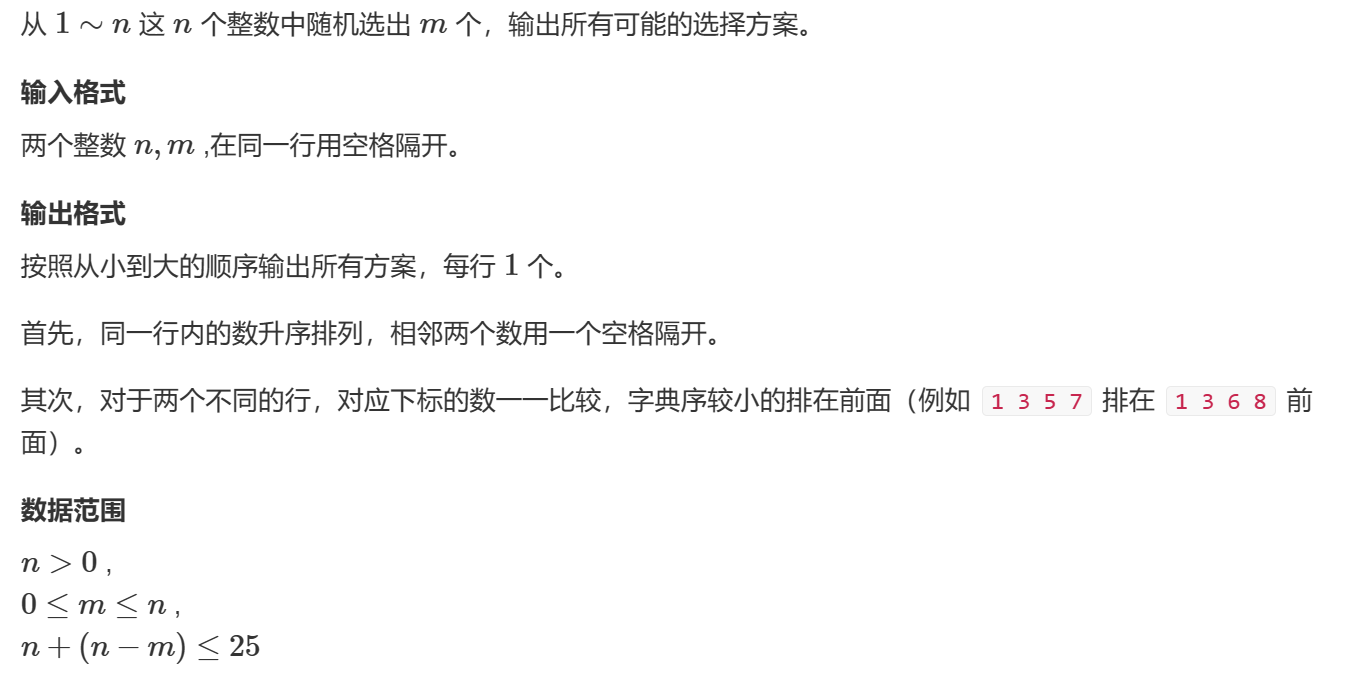 从 1 ∼ n 这 n 个整数中随机选出 m 个，输出所有可能的选择方案。
输入格式
两个整数 n, m ,在同一行用空格隔开。
输出格式
按照从小到大的顺序输出所有方案，每行 1 个。
首先，同一行内的数升序排列，相邻两个数用一个空格隔开。
其次，对于两个不同的行，对应下标的数一一比较，字典序较小的排在前面（例如 1 3 5 7 排在 1 3 6 8 前
面）。
数据范围
n > 0 ,
0 ≤ m ≤ n ,
n + (n − m) ≤ 25